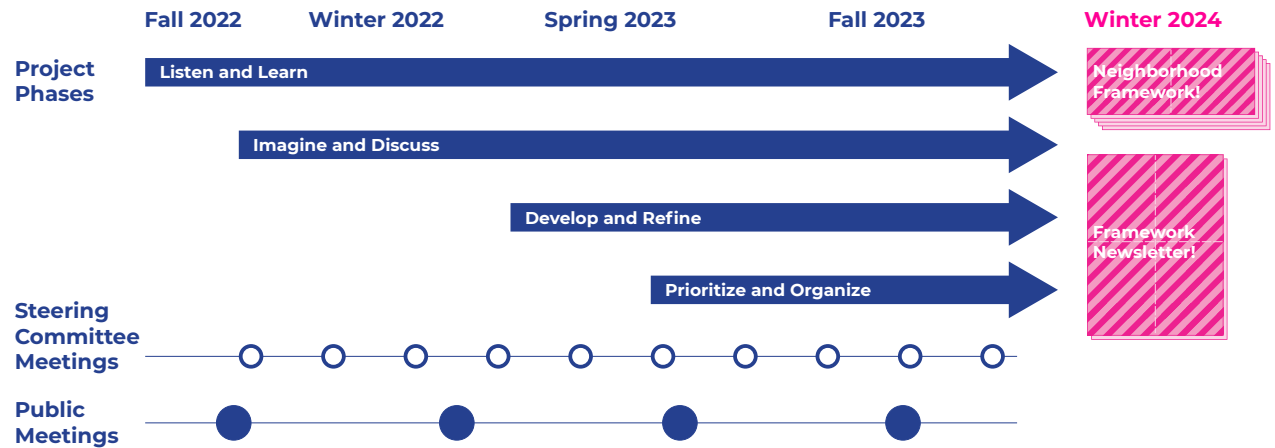 Fall 2022
Winter 2022
Spring 2023
Fall 2023
Winter 2024
Project
Phases
Listen and Learn
Neighborhood
Framework!
Imagine and Discuss
Develop and Refine
Framework
Newsletter!
Prioritize and Organize
Steering
Committee
Meetings
Public
Meetings